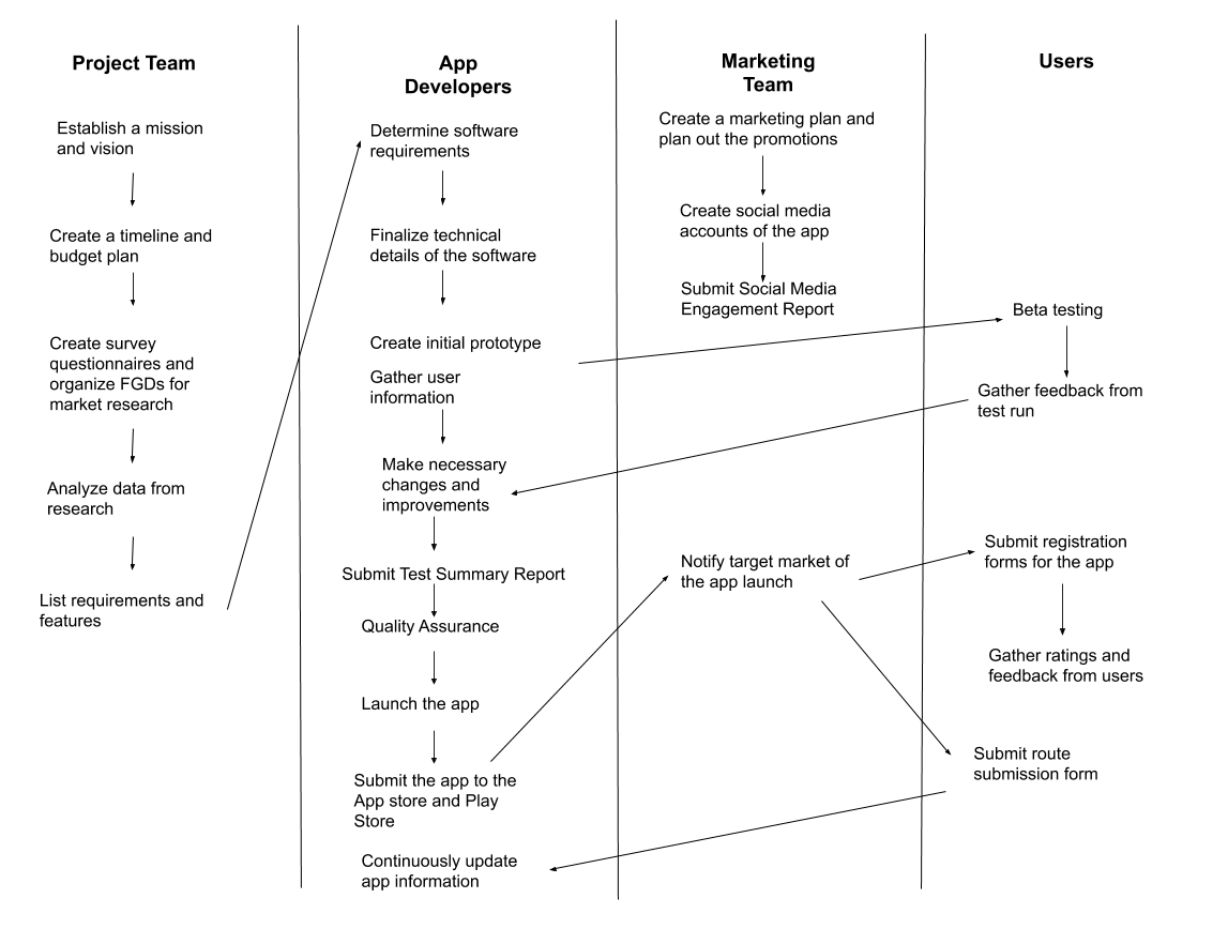 Project Team
Establish a mission
and vision
Create a timeline and
budget plan
Create survey
questionnaires and
organize FGDs for
market research
Analyze data from
research
List requirements and
features
App
Developers
Determine software
requirements
Finalize technical
details of the software
Create initial prototype
Gather user
information
Make necessary
changes and
improvements
Submit Test Summary Report
Quality Assurance
Launch the app
Submit the app to the
App store and Play
Store
Continuously update
app information
Marketing
Team
Create a marketing plan and
plan out the promotions
Create social media
accounts of the app
Submit Social Media
Engagement Report
Notify target market of
the app launch
Users
Beta testing
Gather feedback from
test run
Submit registration
forms for the app
Gather ratings and
feedback from users
Submit route
submission form